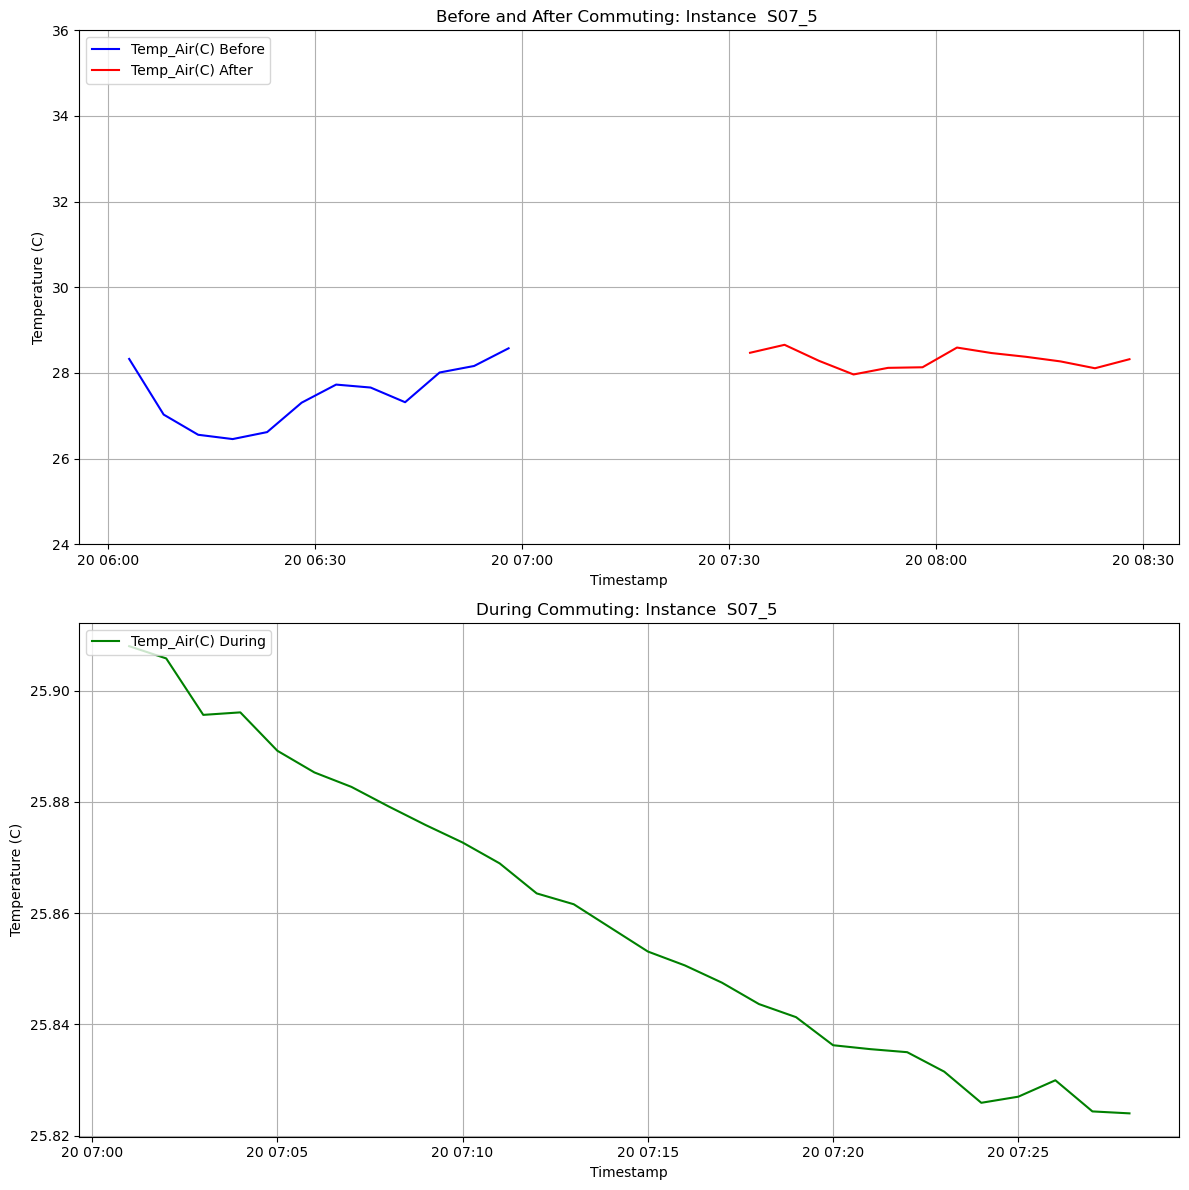 Before and After Commuting: Instance  S07_5
Temp_Air(C) Before
Temp_Air(C) After
36
34
32
30
28
26
24
Temperature (C)
20 06:00
20 06:30
20 07:00
20 07:30
20 08:00
20 08:30
Timestamp
During Commuting: Instance  S07_5
Temp_Air(C) During
25.90
25.88
25.86
25.84
25.82
Temperature (C)
20 07:00
20 07:05
20 07:10
20 07:15
20 07:20
20 07:25
Timestamp